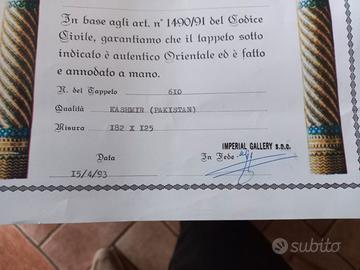 In base agli art. n° 1490/91 del Codice
Civile, garantiamo che il tappeto sotto
indicato è autentico Orientale ed è fatto
e annodato a mano.
N. del Tappeto 610
Qualità KASHMIR (PAKISTAN)
Misura 182 X 125
IMPERIAL GALLERY s.n.c.
Data In Fede
15/4/93
subito